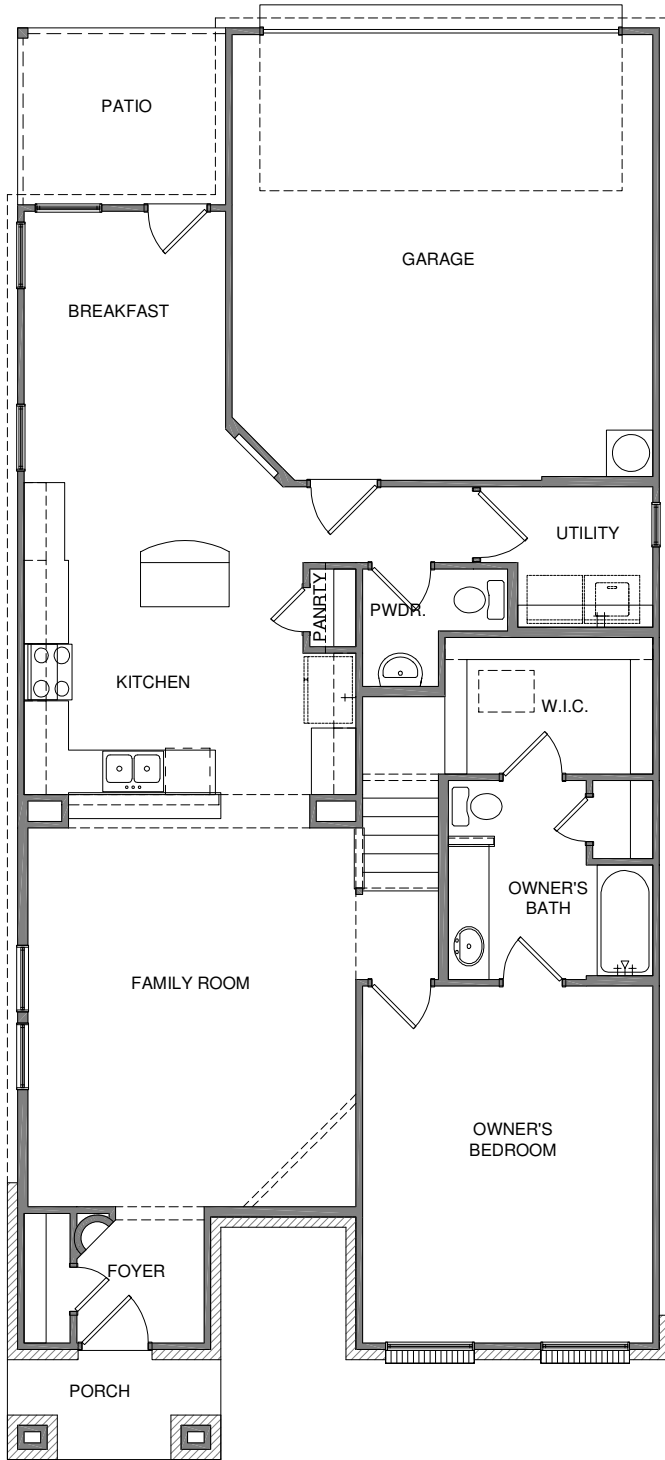 PATIO
GARAGE
BREAKFAST
UTILITY
PANRTY
PWDR.
KITCHEN
W.I.C.
OWNER'S
BATH
FAMILY ROOM
OWNER'S
BEDROOM
FOYER
PORCH